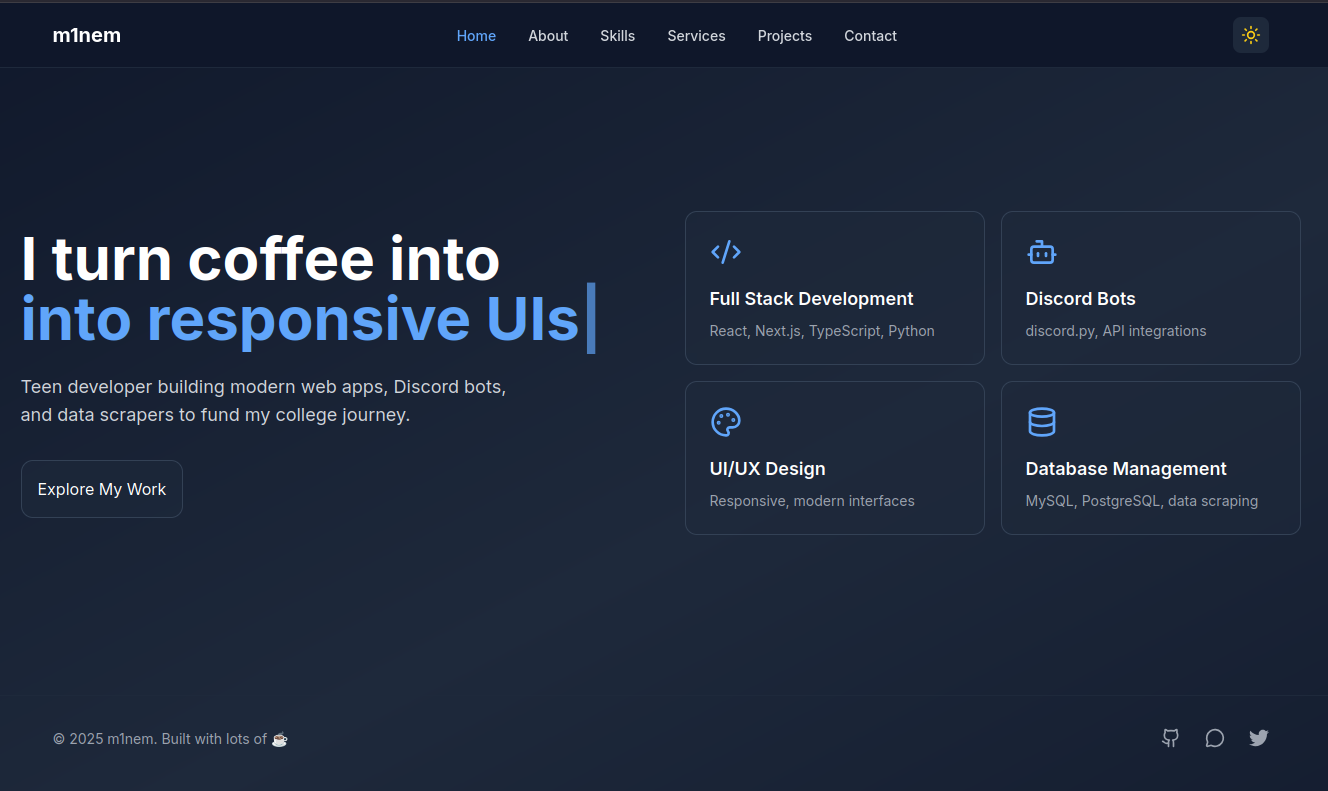 m1nem
Home
About
Skills
Services
Projects
Contact
I turn coffee into
into responsive UIs
Teen developer building modern web apps, Discord bots,
and data scrapers to fund my college journey.
Explore My Work
Full Stack Development
React, Next.js, TypeScript, Python
Discord Bots
discord.py, API integrations
UI/UX Design
Responsive, modern interfaces
Database Management
MySQL, PostgreSQL, data scraping
© 2025 m1nem. Built with lots of ☕